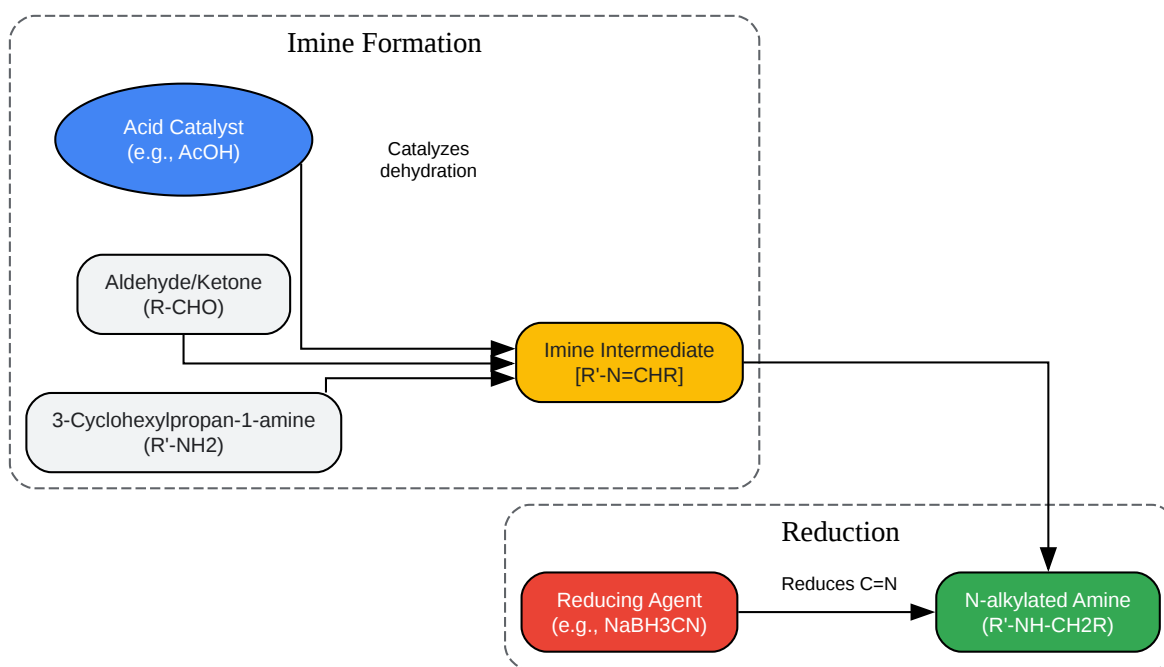 Imine Formation
Acid Catalyst
(e.g., AcOH)
Catalyzes
dehydration
Aldehyde/Ketone
(R-CHO)
Imine Intermediate
[R'-N=CHR]
3-Cyclohexylpropan-1-amine
(R'-NH2)
Reduction
Reducing Agent
(e.g., NaBH3CN)
Reduces C=N
N-alkylated Amine
(R'-NH-CH2R)